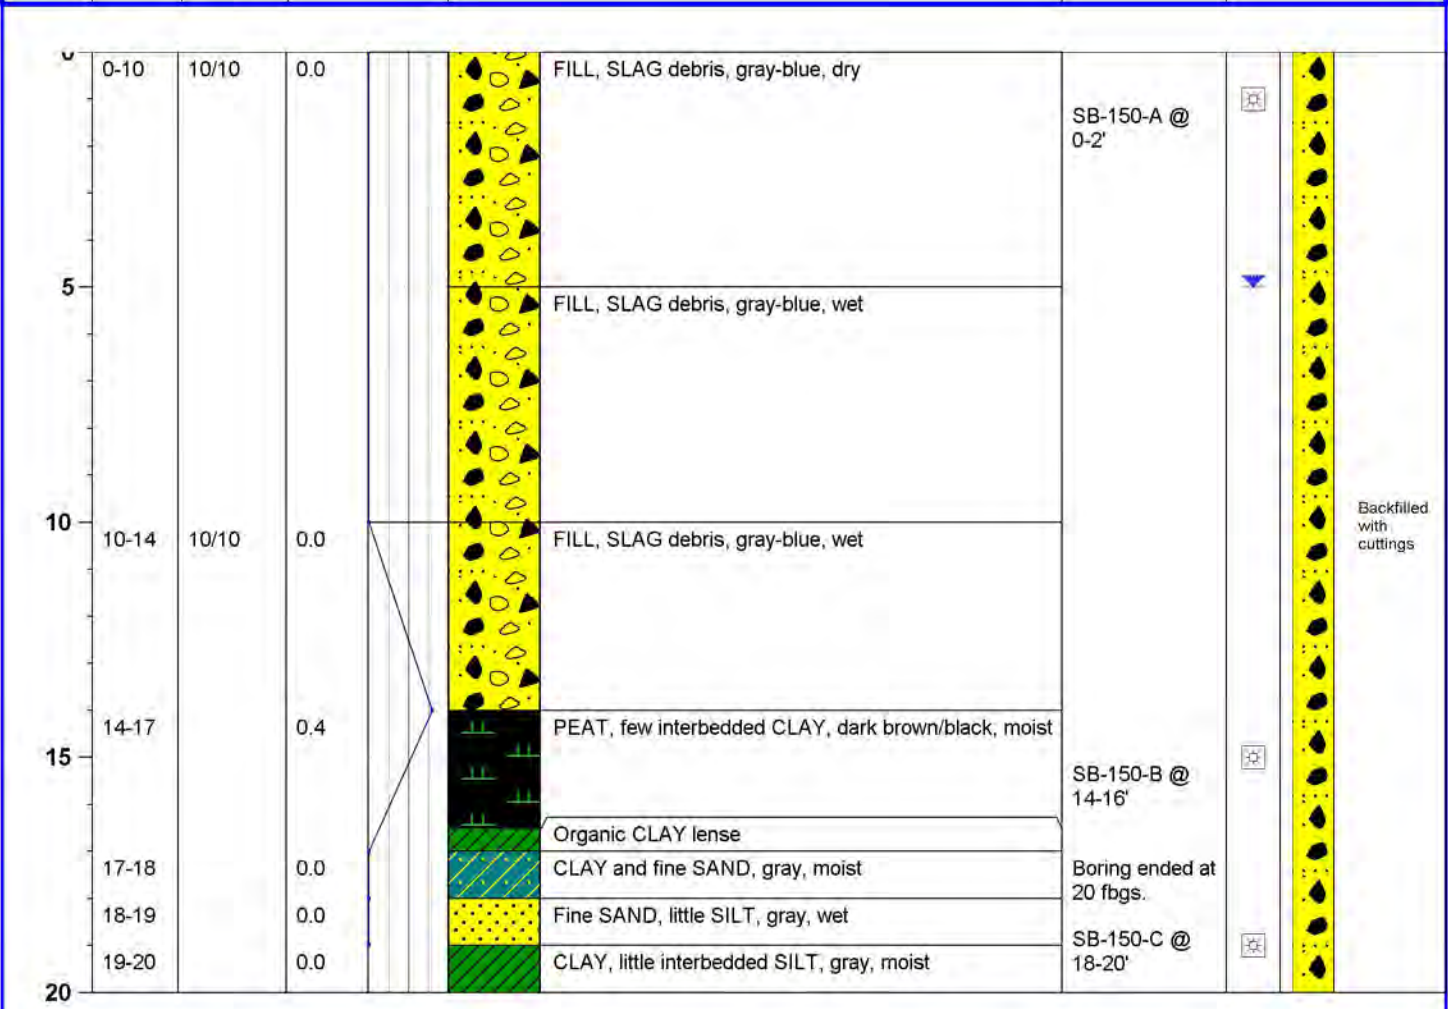 0
0-10 10/10 0.0 FILL, SLAG debris, gray-blue, dry
SB-150-A @
0-2'
5
FILL, SLAG debris, gray-blue, wet
10
Backfilled
with
cuttings
10-14 10/10 0.0 FILL, SLAG debris, gray-blue, wet
14-17 0.4 PEAT, few interbedded CLAY, dark brown/black, moist
15
SB-150-B @
14-16'
Organic CLAY lense
17-18 0.0 CLAY and fine SAND, gray, moist
Boring ended at
20 fbgs.
18-19 0.0 Fine SAND, little SILT, gray, wet
SB-150-C @
18-20'
19-20 0.0 CLAY, little interbedded SILT, gray, moist
20